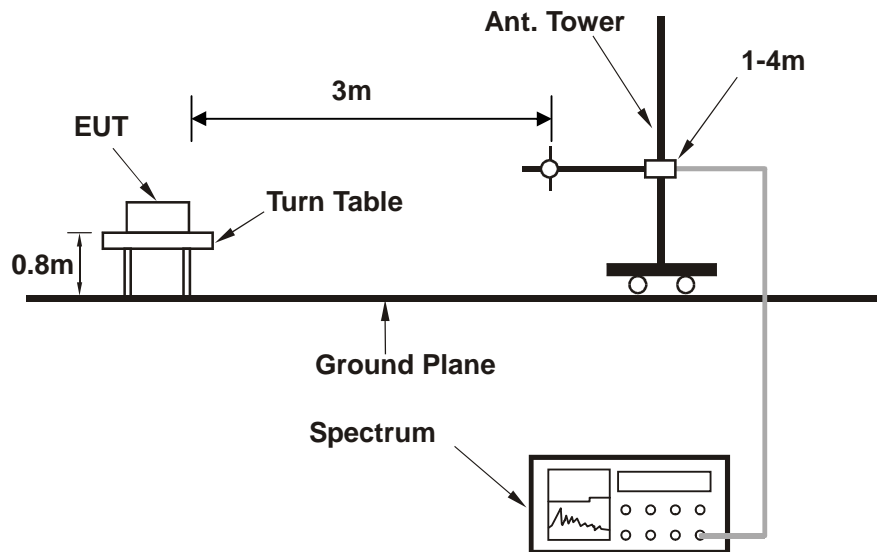 Ant. Tower
1-4m
3m
EUT
Turn Table
0.8m
Ground Plane
Spectrum